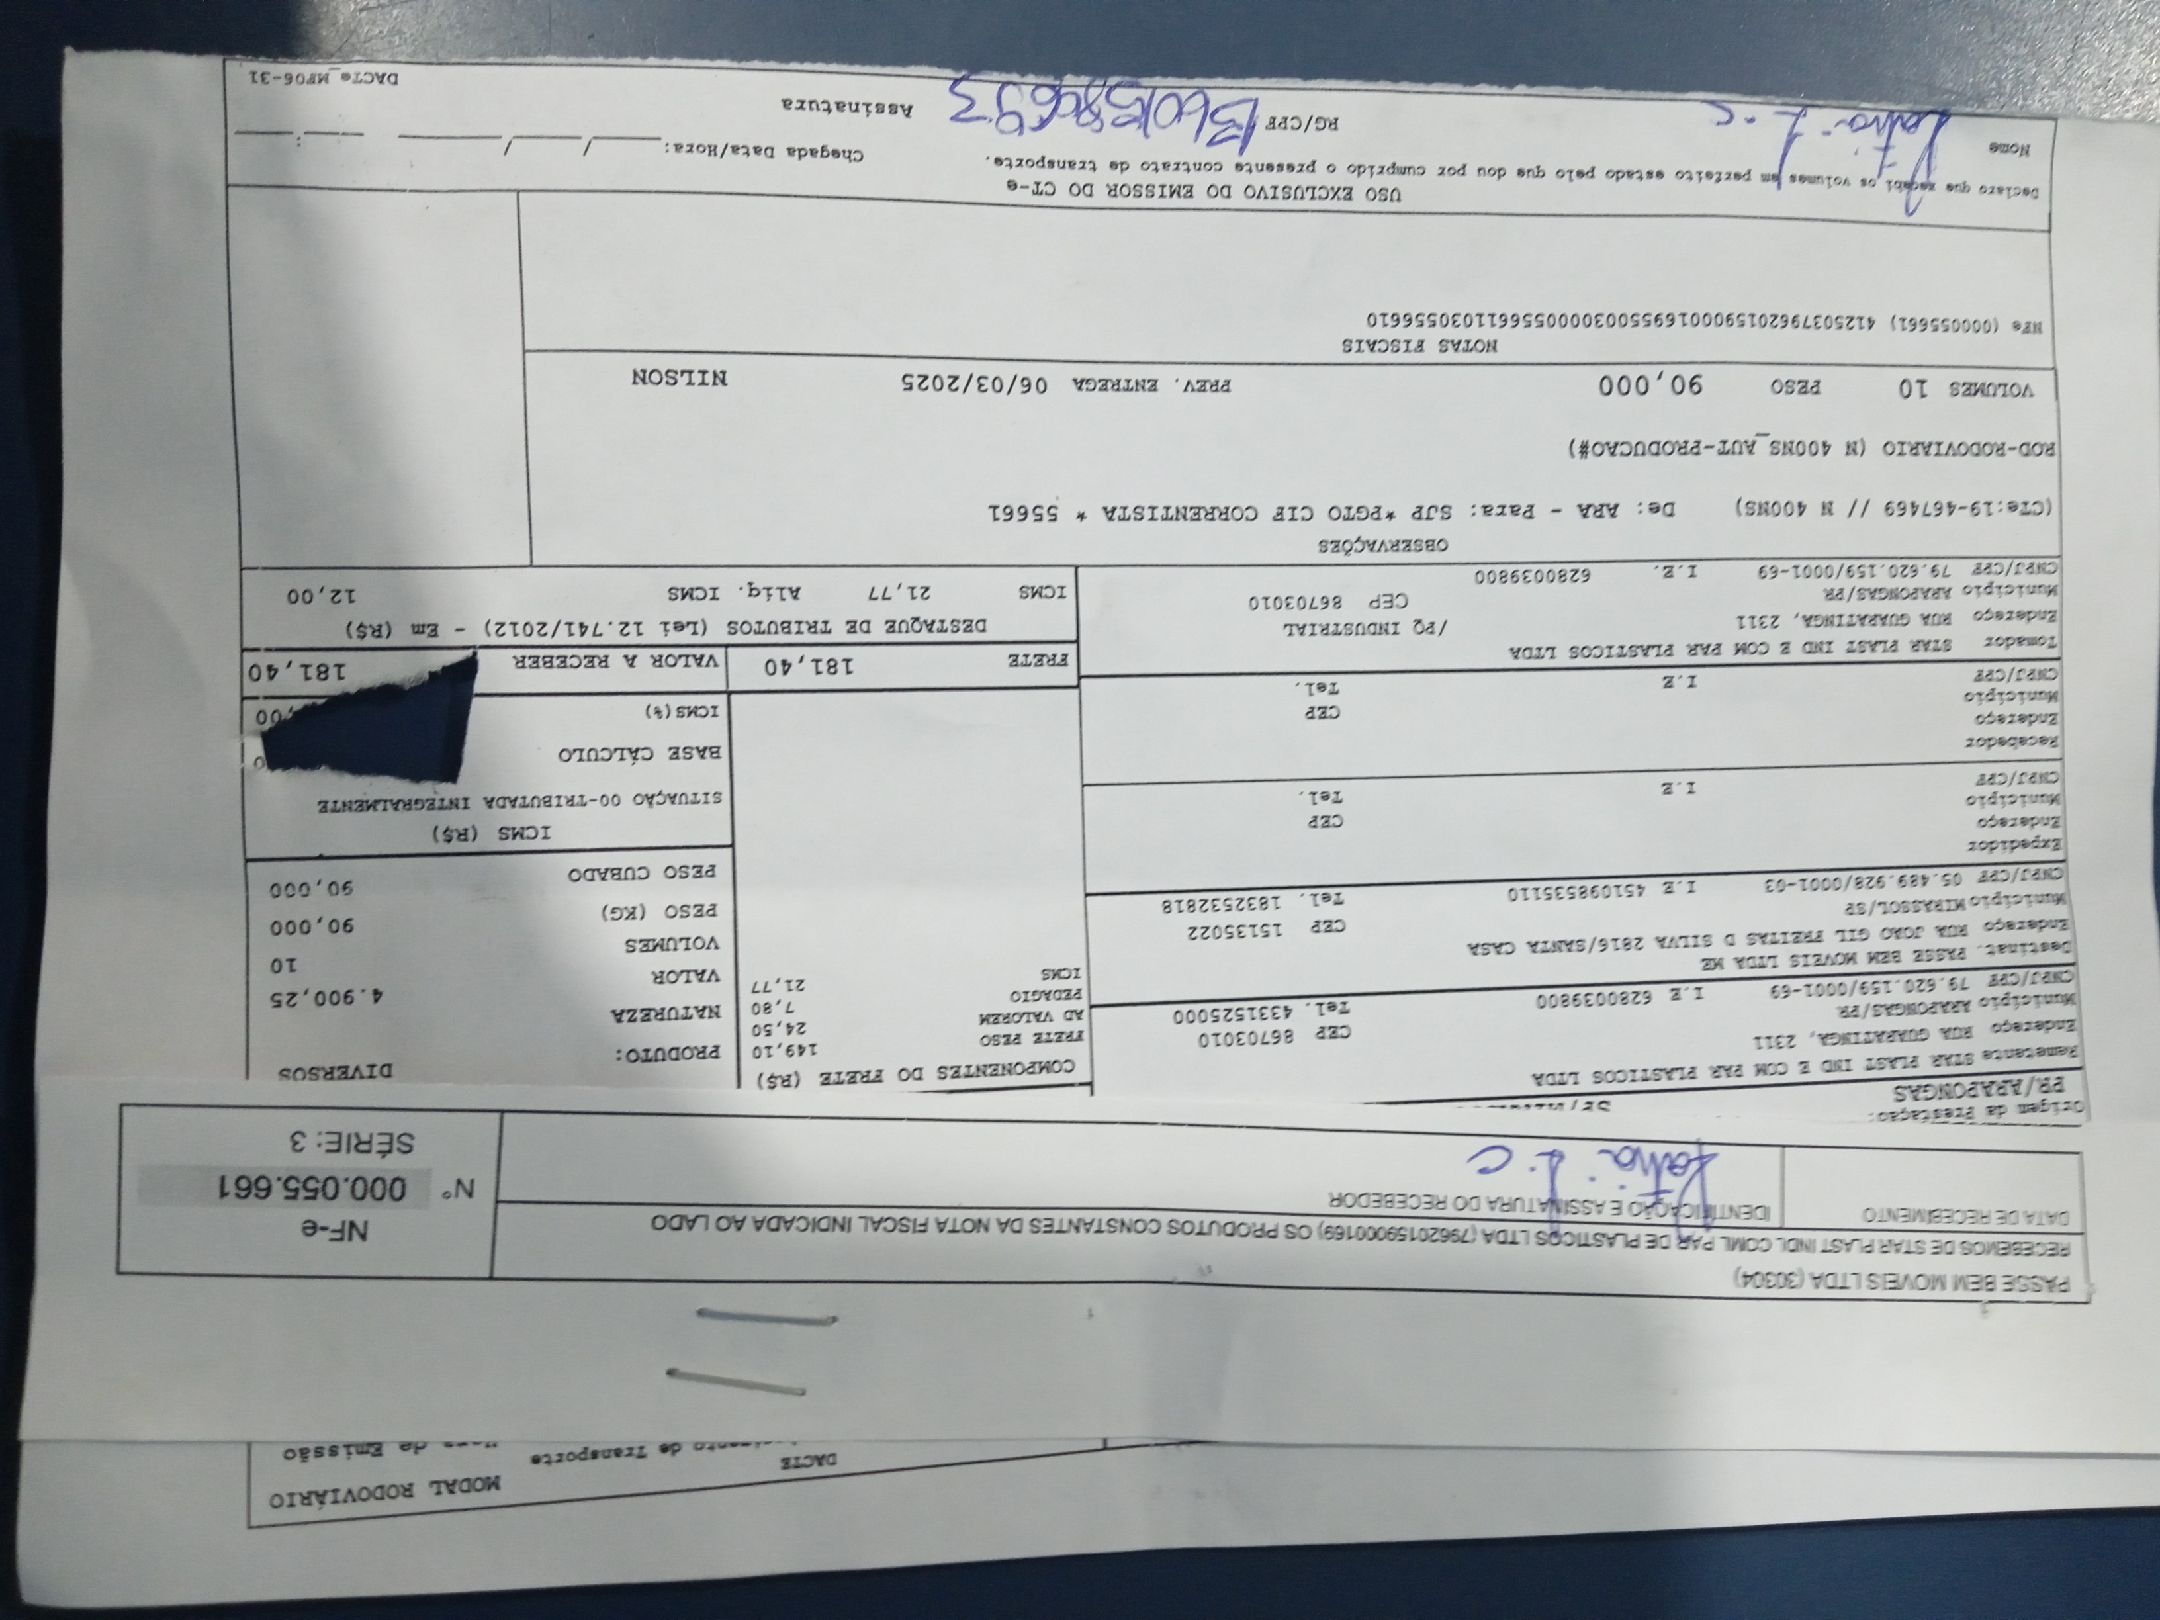 MODAL RODOVIÁRIO
DACTE
de Transporte
de Emissão
PASSE BEM MOVEIS LTDA (30304)
RECEBEMOS DE STAR PLAST INDL COML PAR DE PLASTICOS LTDA (79620159000169) OS PRODUTOS CONSTANTES DA NOTA FISCAL INDICADA AO LADO
DATA DE RECEBIMENTO
IDENTIFICAÇÃO E ASSINATURA DO RECEBEDOR
NF-e
Nº 000.055.661
SÉRIE: 3
Origem da Prestação:
PR/ARAPONGAS
Remetente STAR PLAST IND E COM PAR PLASTICOS LTDA
Endereço RUA GUARATINGA, 2311 CEP 86703010
Município ARAPONGAS/PR Tel. 4331525000
CNPJ/CPF 79.620.159/0001-69 I.E 6280039800
Destinat. PASSE BEM MOVEIS LTDA ME
Endereço RUA JOAO GIL FREITAS D SILVA 2816/SANTA CASA CEP 15135022
Município MIRASSOL/SP Tel. 1832532818
CNPJ/CPF 05.489.928/0001-03 I.E 45109853511​0
Expedidor
Endereço CEP
Município Tel.
CNPJ/CPF I.E
Recebedor
Endereço CEP
Município Tel.
CNPJ/CPF I.E
Tomador STAR PLAST IND E COM PAR PLASTICOS LTDA
Endereço RUA GUARATINGA, 2311 /PQ INDUSTRIAL
Município ARAPONGAS/PR CEP 86703010
CNPJ/CPF 79.620.159/0001-69 I.E. 6280039800
COMPONENTES DO FRETE (R$)
FRETE PESO 149,10
AD VALOREM 24,50
PEDAGIO 7,80
ICMS 21,77
PRODUTO: DIVERSOS
NATUREZA
VALOR 4.900,25
VOLUMES 10
PESO (KG) 90,000
PESO CUBADO 90,000
ICMS (R$)
SITUAÇÃO 00-TRIBUTADA INTEGRALMENTE
BASE CÁLCULO
ICMS(%)
FRETE 181,40
VALOR A RECEBER 181,40
DESTAQUE DE TRIBUTOS (Lei 12.741/2012) - Em (R$)
ICMS 21,77 Alíq. ICMS 12,00
OBSERVAÇÕES
(CTe:19-467469 // N 400NS) De: ARA - Para: SJP *PGTO CIF CORRENTISTA * 55661
ROD-RODOVIARIO (N 400NS_AUT-PRODUCAO#)
VOLUMES 10 PESO 90,000 PREV. ENTREGA 06/03/2025 NILSON
NOTAS FISCAIS
NFe (000055661) 41250379620159000169550030000556611030556610
USO EXCLUSIVO DO EMISSOR DO CT-e
Declaro que recebi os volumes em perfeito estado pelo que dou por cumprido o presente contrato de transporte.
Chegada Data/Hora: ____/____/____ ____:____
Nome
RG/CPF
Assinatura
DACTe_MF06-31